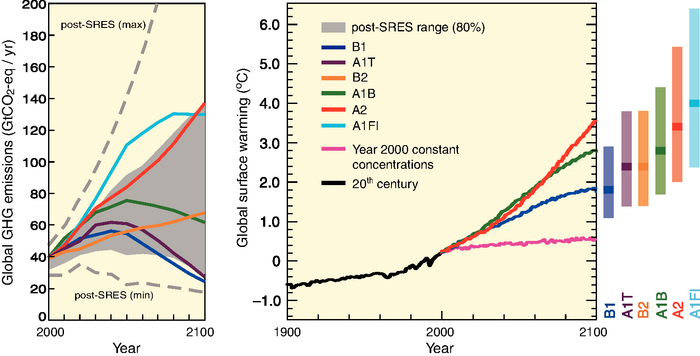 200
180
160
140
120
100
80
60
40
20
0
Global GHG emissions (GtCO2-eq / yr)
post-SRES (max)
post-SRES (min)
2000
2100
Year
6.0
5.0
4.0
3.0
2.0
1.0
0
−1.0
Global surface warming (°C)
post-SRES range (80%)
B1
A1T
B2
A1B
A2
A1FI
Year 2000 constant
concentrations
20th century
1900
2000
2100
Year
B1
A1T
B2
A1B
A2
A1FI